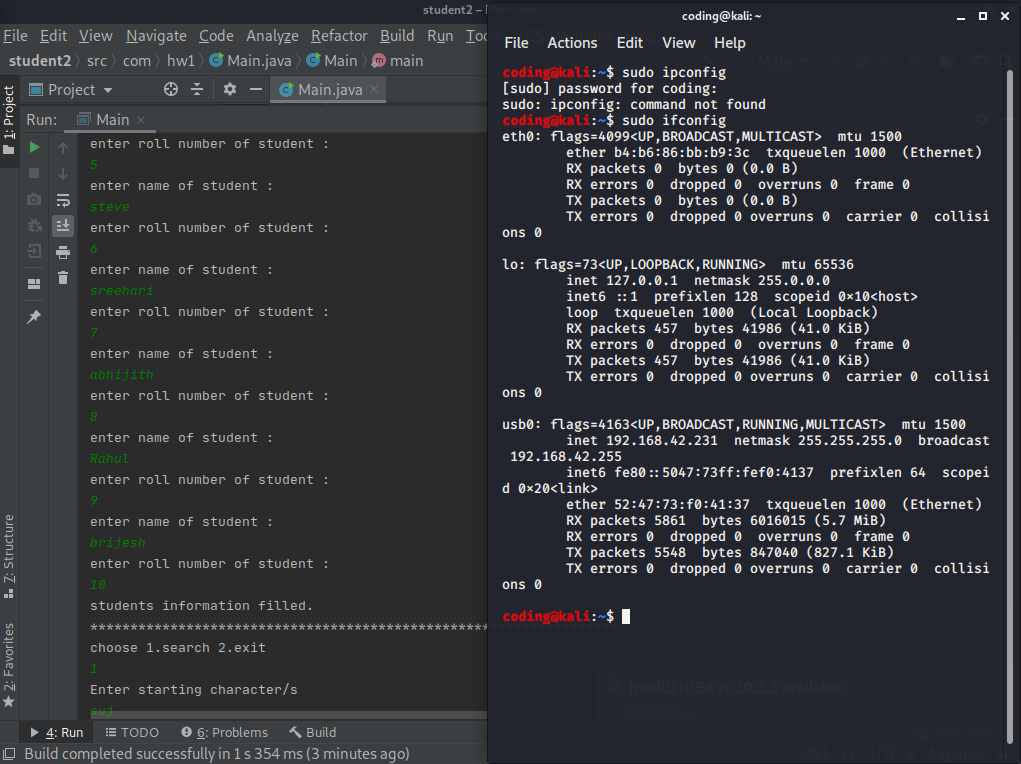 student2 –
File Edit View Navigate Code Analyze Refactor Build Run Tools
student2 src com hw1 Main.java Main main
1: Project
Project
Main.java
Run: Main
enter roll number of student :
5
enter name of student :
steve
enter roll number of student :
6
enter name of student :
sreehari
enter roll number of student :
7
enter name of student :
abhijith
enter roll number of student :
8
enter name of student :
Rahul
enter roll number of student :
9
enter name of student :
brijesh
enter roll number of student :
10
students information filled.
**************************************************
choose 1.search 2.exit
1
Enter starting character/s
suj
7: Structure
2: Favorites
4: Run TODO 6: Problems Build
Build completed successfully in 1 s 354 ms (3 minutes ago)
coding@kali: ~
File Actions Edit View Help
coding@kali:~$ sudo ipconfig
[sudo] password for coding:
sudo: ipconfig: command not found
coding@kali:~$ sudo ifconfig
eth0: flags=4099<UP,BROADCAST,MULTICAST> mtu 1500
ether b4:b6:86:bb:b9:3c txqueuelen 1000 (Ethernet)
RX packets 0 bytes 0 (0.0 B)
RX errors 0 dropped 0 overruns 0 frame 0
TX packets 0 bytes 0 (0.0 B)
TX errors 0 dropped 0 overruns 0 carrier 0 collisi
ons 0
lo: flags=73<UP,LOOPBACK,RUNNING> mtu 65536
inet 127.0.0.1 netmask 255.0.0.0
inet6 ::1 prefixlen 128 scopeid 0×10<host>
loop txqueuelen 1000 (Local Loopback)
RX packets 457 bytes 41986 (41.0 KiB)
RX errors 0 dropped 0 overruns 0 frame 0
TX packets 457 bytes 41986 (41.0 KiB)
TX errors 0 dropped 0 overruns 0 carrier 0 collisi
ons 0
usb0: flags=4163<UP,BROADCAST,RUNNING,MULTICAST> mtu 1500
inet 192.168.42.231 netmask 255.255.255.0 broadcast
192.168.42.255
inet6 fe80::5047:73ff:fef0:4137 prefixlen 64 scopei
d 0×20<link>
ether 52:47:73:f0:41:37 txqueuelen 1000 (Ethernet)
RX packets 5861 bytes 6016015 (5.7 MiB)
RX errors 0 dropped 0 overruns 0 frame 0
TX packets 5548 bytes 847040 (827.1 KiB)
TX errors 0 dropped 0 overruns 0 carrier 0 collisi
ons 0
coding@kali:~$
IntelliJ IDEA 2020.2.3 available
Update...
60:1 LF UTF-8 4 spaces